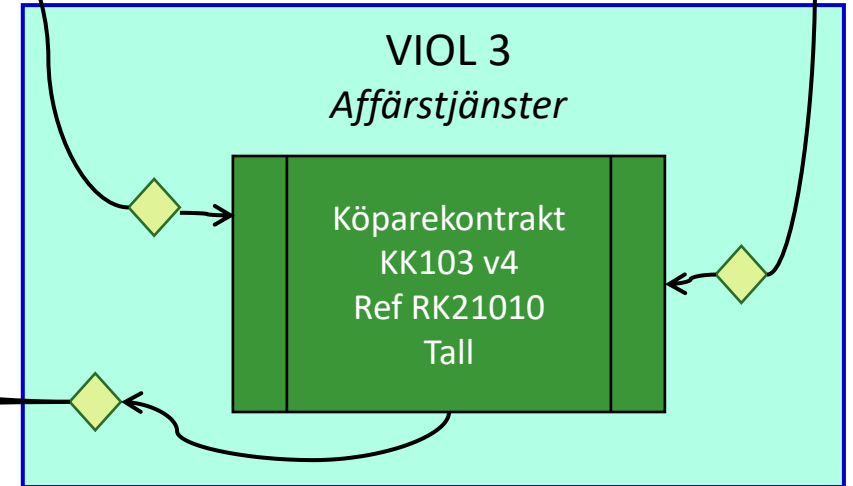 VIOL 3
Affärstjänster
Köparekontrakt
KK103 v4
Ref RK21010
Tall